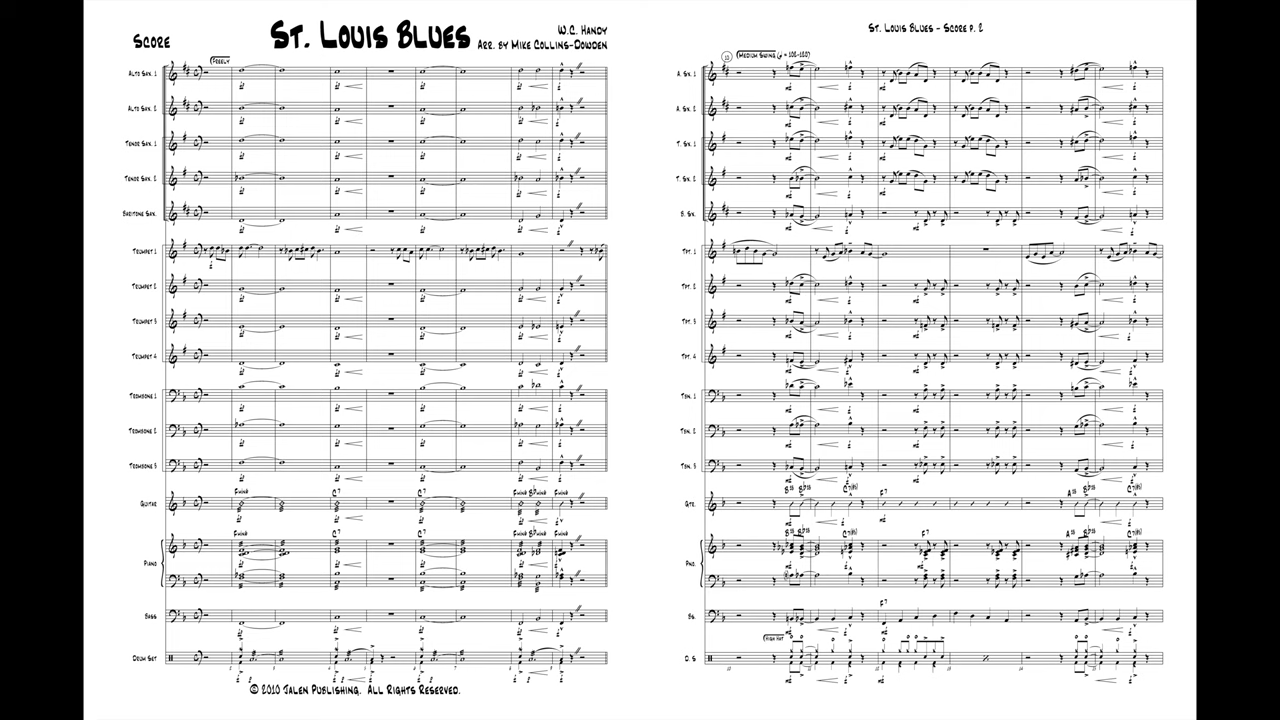 Score
St. Louis Blues
W.C. Handy
Arr. by Mike Collins-Dowden
Freely
Alto Sax. 1
Alto Sax. 2
Tenor Sax. 1
Tenor Sax. 2
Baritone Sax.
Trumpet 1
Trumpet 2
Trumpet 3
Trumpet 4
Trombone 1
Trombone 2
Trombone 3
Guitar
Piano
Bass
Drum Set
© 2010 Jalen Publishing. All Rights Reserved.
St. Louis Blues – Score p. 2
Medium Swing
A. Sx. 1
A. Sx. 2
T. Sx. 1
T. Sx. 2
B. Sx.
Tpt. 1
Tpt. 2
Tpt. 3
Tpt. 4
Tbn. 1
Tbn. 2
Tbn. 3
Gtr.
Pno.
Bs.
High Hat
D. S